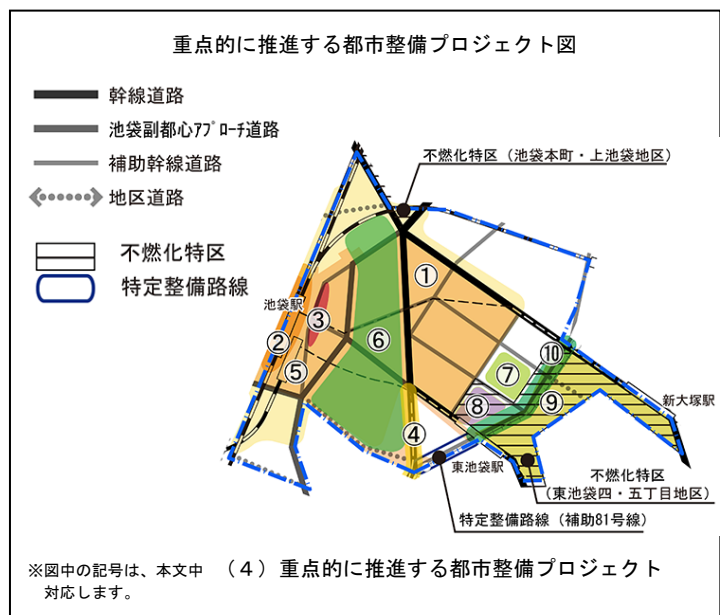 重点的に推進する都市整備プロジェクト図
幹線道路
池袋副都心アプローチ道路
補助幹線道路
地区道路
不燃化特区
特定整備路線
不燃化特区（池袋本町・上池袋地区）
池袋駅
①
②
③
④
⑤
⑥
⑦
⑧
⑨
⑩
新大塚駅
東池袋駅
不燃化特区
（東池袋四・五丁目地区）
特定整備路線（補助81号線）
※図中の記号は、本文中
対応します。
（４）重点的に推進する都市整備プロジェクト